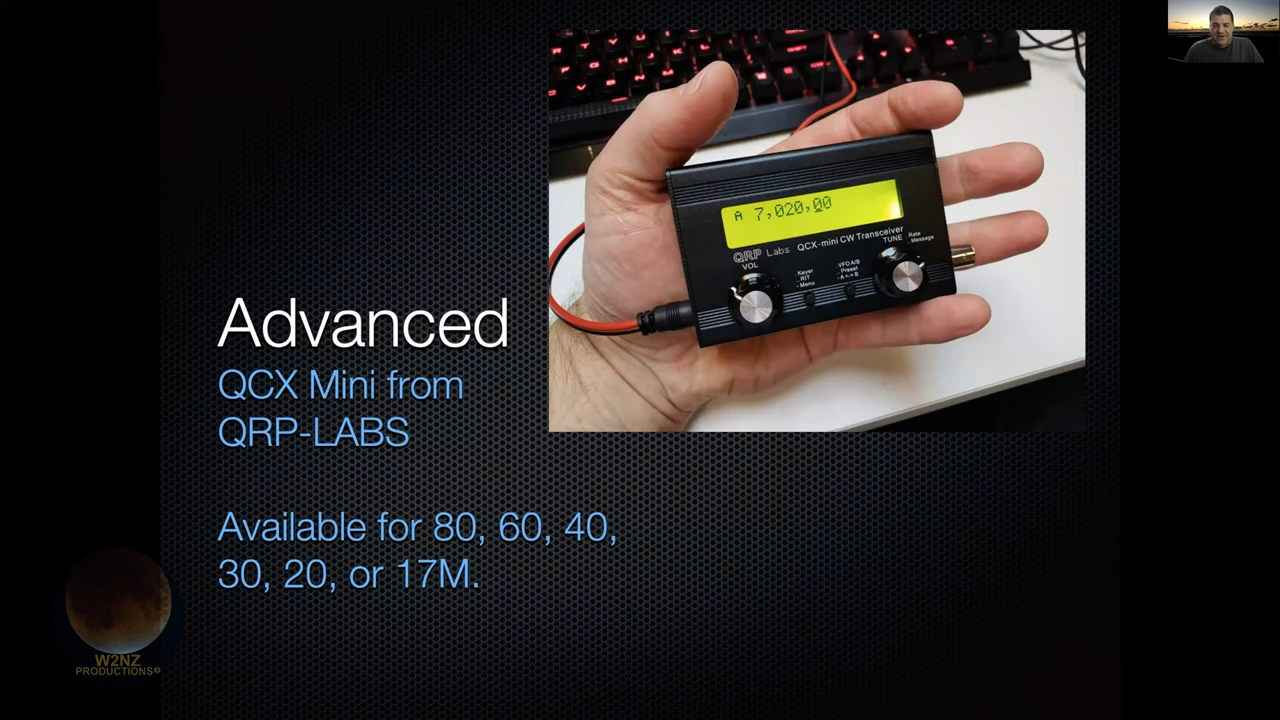 Advanced
QCX Mini from
QRP-LABS
Available for 80, 60, 40,
30, 20, or 17M.
A 7,020,00
QRP Labs QCX-mini CW Transceiver
VOL
Keyer
RIT
- Menu
VFO A/B
- Preset
- A <-> B
TUNE
Rate
- Message
W2NZ
PRODUCTIONS